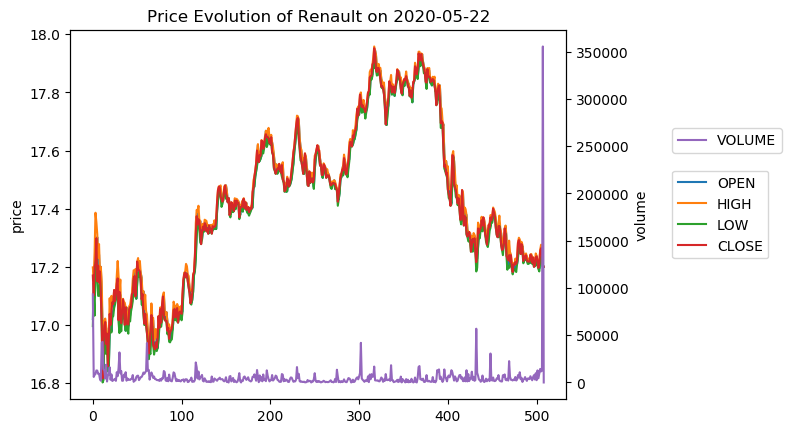 Price Evolution of Renault on 2020-05-22
18.0
17.8
17.6
17.4
17.2
17.0
16.8
price
0
100
200
300
400
500
350000
300000
250000
200000
150000
100000
50000
0
volume
VOLUME
OPEN
HIGH
LOW
CLOSE